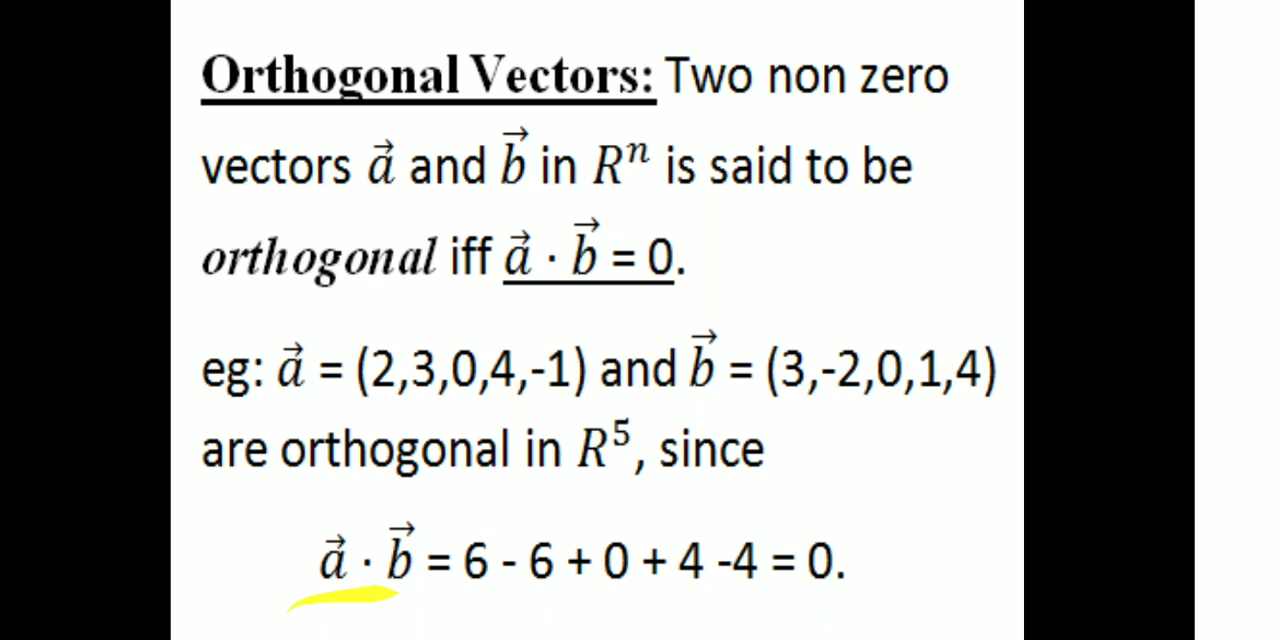 Orthogonal Vectors: Two non zero
vectors a⃗ and b⃗ in Rⁿ is said to be
orthogonal iff a⃗ · b⃗ = 0.
eg: a⃗ = (2,3,0,4,-1) and b⃗ = (3,-2,0,1,4)
are orthogonal in R⁵, since
a⃗ · b⃗ = 6 - 6 + 0 + 4 -4 = 0.